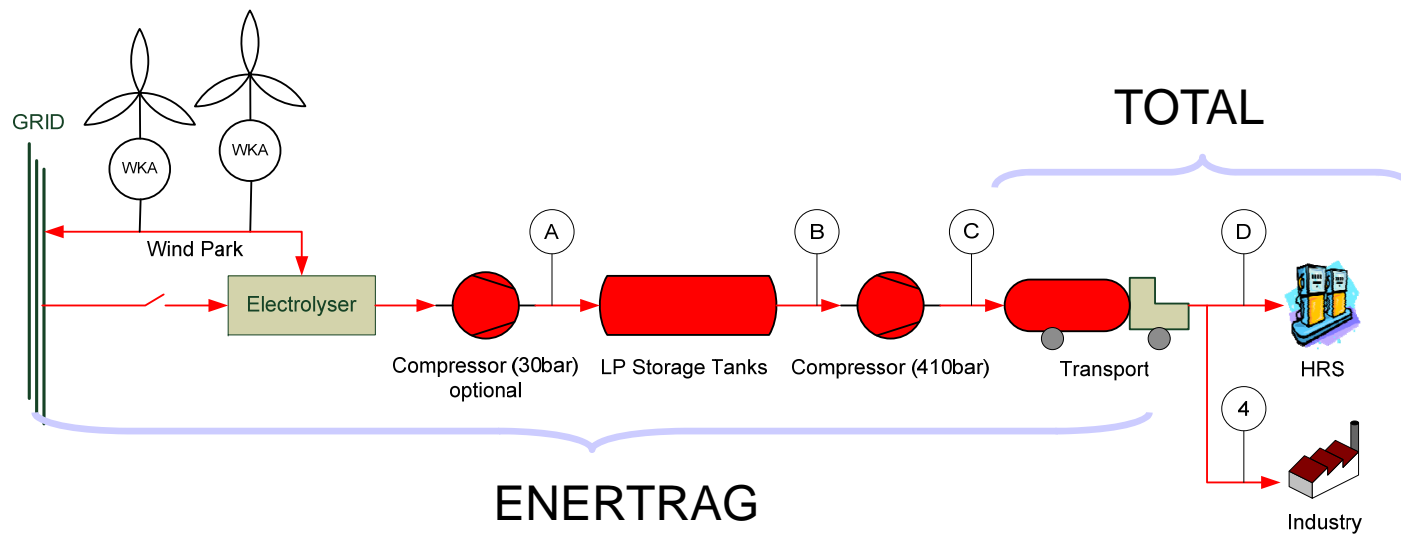 TOTAL
GRID
WKA
WKA
A
B
C
D
Wind Park
Electrolyser
Compressor (30bar)
optional
LP Storage Tanks
Compressor (410bar)
Transport
HRS
4
ENERTRAG
Industry